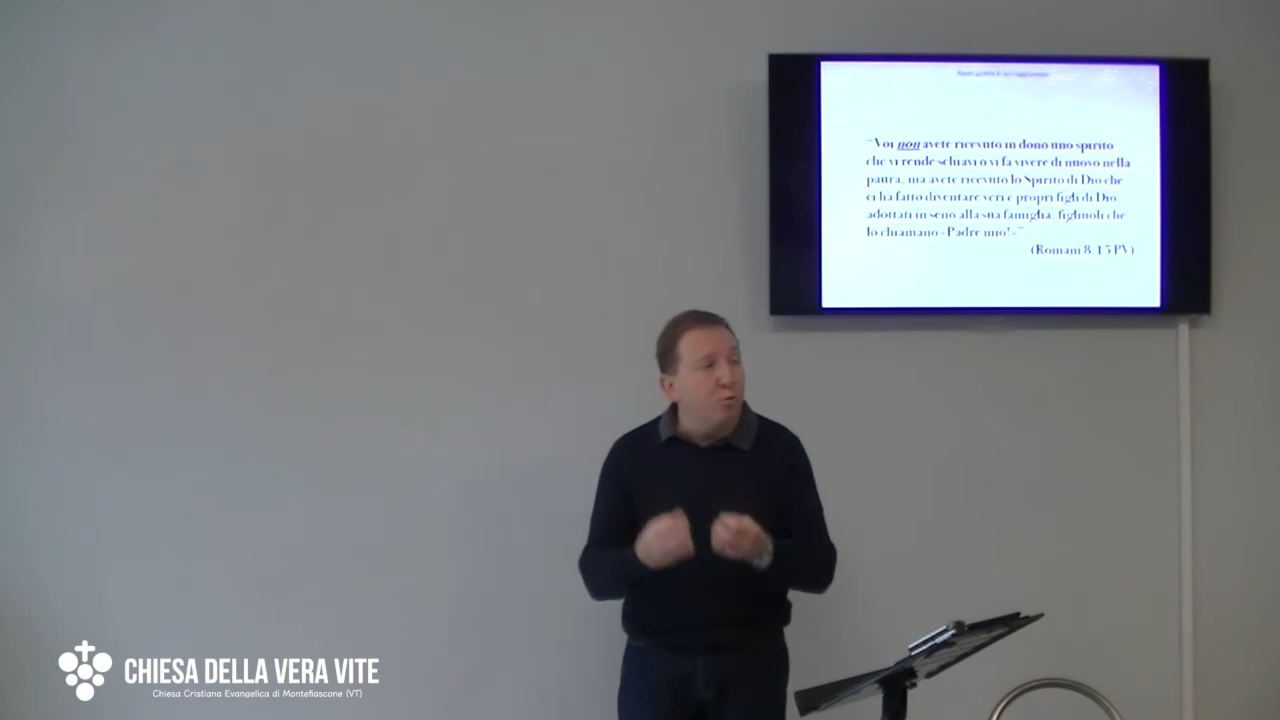 “Voi non avete ricevuto in dono uno spirito
che vi rende schiavi o vi fa vivere di nuovo nella
paura, ma avete ricevuto lo Spirito di Dio che
ci ha fatto diventare veri e propri figli di Dio
adottati in seno alla sua famiglia, figliuoli che
lo chiamano «Padre mio!»”
(Romani 8:15 PV)
CHIESA DELLA VERA VITE
Chiesa Cristiana Evangelica di Montefiascone (VT)